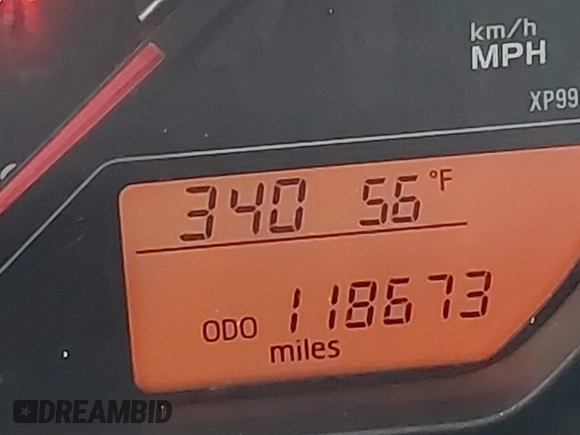 km/h
MPH
XP99
340 56 °F
ODO 118673
miles
DREAMBID